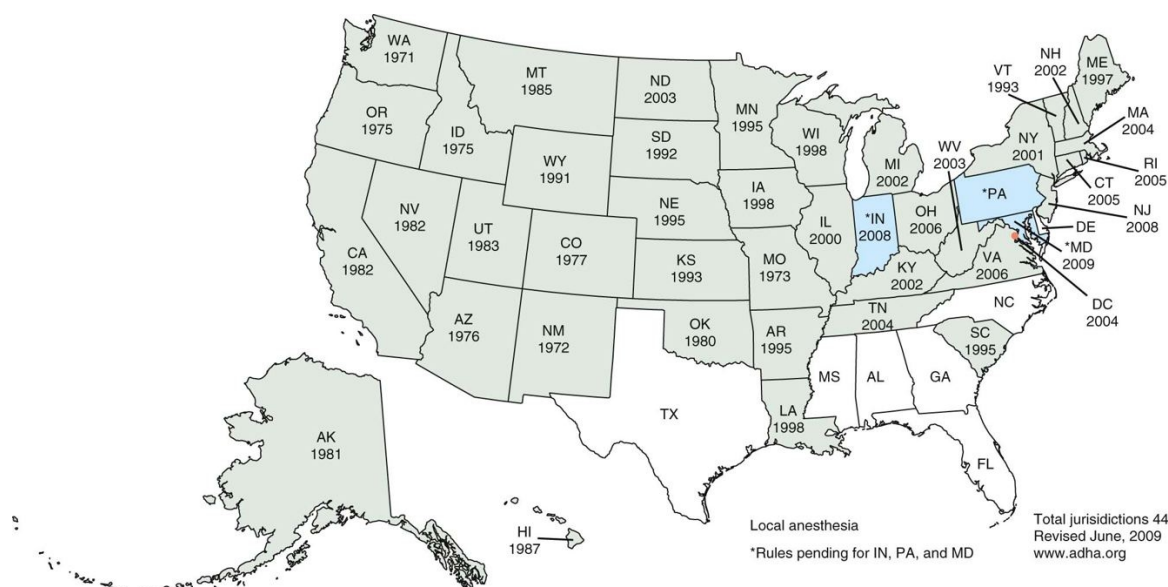 WA
1971
OR
1975
CA
1982
ID
1975
NV
1982
MT
1985
WY
1991
UT
1983
AZ
1976
CO
1977
NM
1972
ND
2003
SD
1992
NE
1995
KS
1993
OK
1980
TX
MN
1995
IA
1998
MO
1973
AR
1995
LA
1998
WI
1998
IL
2000
MI
2002
*IN
2008
OH
2006
KY
2002
TN
2004
MS
AL
GA
FL
SC
1995
NC
VA
2006
WV
2003
*PA
NY
2001
VT
1993
NH
2002
ME
1997
MA
2004
RI
2005
CT
2005
NJ
2008
DE
*MD
2009
DC
2004
AK
1981
HI
1987
Local anesthesia
*Rules pending for IN, PA, and MD
Total jurisidictions 44
Revised June, 2009
www.adha.org